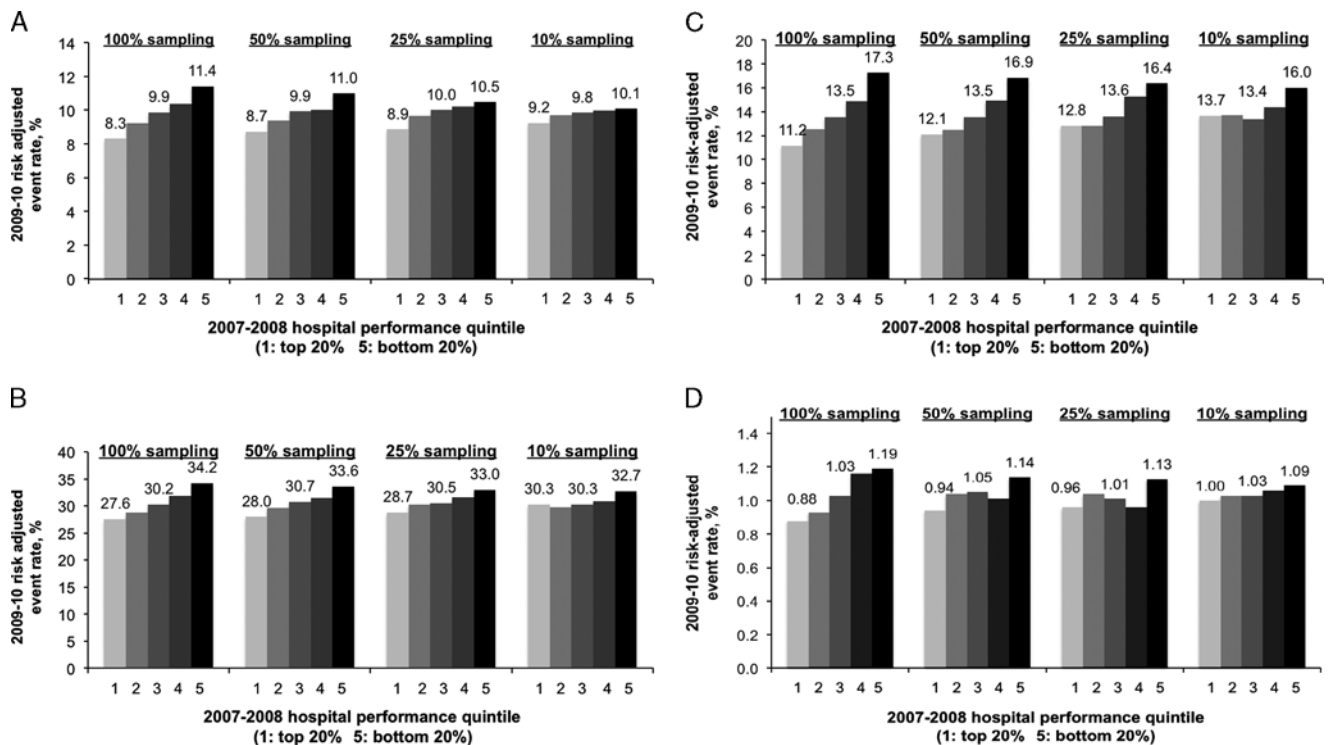 A
100% sampling 50% sampling 25% sampling 10% sampling
14
12
10
8
6
4
2
0
2009-10 risk adjusted
event rate, %
8.3 9.9 11.4 8.7 9.9 11.0 8.9 10.0 10.5 9.2 9.8 10.1
1 2 3 4 5 1 2 3 4 5 1 2 3 4 5 1 2 3 4 5
2007-2008 hospital performance quintile
(1: top 20% 5: bottom 20%)
B
100% sampling 50% sampling 25% sampling 10% sampling
40
35
30
25
20
15
10
5
0
2009-10 risk adjusted
event rate, %
27.6 30.2 34.2 28.0 30.7 33.6 28.7 30.5 33.0 30.3 30.3 32.7
1 2 3 4 5 1 2 3 4 5 1 2 3 4 5 1 2 3 4 5
2007-2008 hospital performance quintile
(1: top 20% 5: bottom 20%)
C
100% sampling 50% sampling 25% sampling 10% sampling
20
18
16
14
12
10
8
6
4
2
0
2009-10 risk-adjusted
event rate, %
11.2 13.5 17.3 12.1 13.5 16.9 12.8 13.6 16.4 13.7 13.4 16.0
1 2 3 4 5 1 2 3 4 5 1 2 3 4 5 1 2 3 4 5
2007-2008 hospital performance quintile
(1: top 20% 5: bottom 20%)
D
100% sampling 50% sampling 25% sampling 10% sampling
1.4
1.2
1.0
0.8
0.6
0.4
0.2
0.0
2009-10 risk-adjusted
event rate, %
0.88 1.03 1.19 0.94 1.05 1.14 0.96 1.01 1.13 1.00 1.03 1.09
1 2 3 4 5 1 2 3 4 5 1 2 3 4 5 1 2 3 4 5
2007-2008 hospital performance quintile
(1: top 20% 5: bottom 20%)